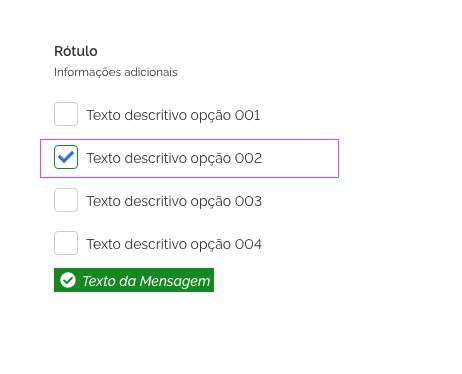 Rótulo
Informações adicionais
Texto descritivo opção 001
Texto descritivo opção 002
Texto descritivo opção 003
Texto descritivo opção 004
Texto da Mensagem